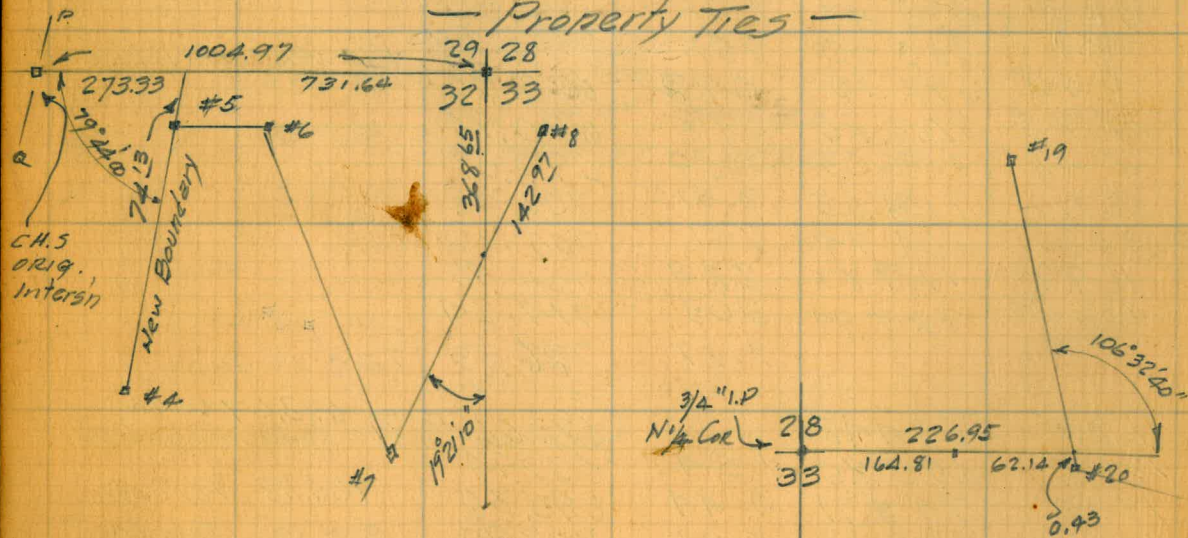 — Property Ties —
P
1004.97
29 28
273.33
731.64
32 33
#5
#6
#8
79°44'00"
74 13
368 65
142 97
#19
Q
C.H.S
ORIG.
Intersn
New Boundary
#4
106°32'40"
3/4" I.P
N 1/4 Cor
28
226.95
19°21'10"
#7
33
164.81
62.14
#20
0.43